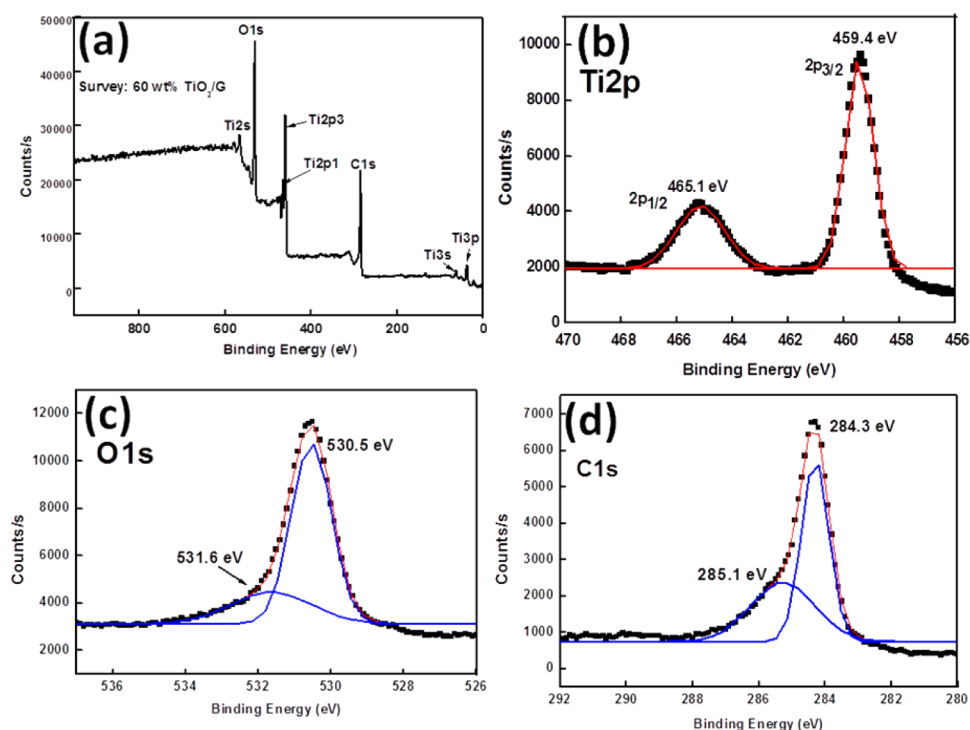 (a)
50000
40000
30000
20000
10000
0
Counts/s
O1s
Survey: 60 wt% TiO2/G
Ti2s
Ti2p3
Ti2p1
C1s
Ti3s
Ti3p
800 600 400 200 0
Binding Energy (eV)
(b)
Ti2p
10000
8000
6000
4000
2000
0
Counts/s
459.4 eV
2p3/2
465.1 eV
2p1/2
470 468 466 464 462 460 458 456
Binding Energy (eV)
(c)
O1s
12000
10000
8000
6000
4000
2000
Counts/s
530.5 eV
531.6 eV
536 534 532 530 528 526
Binding Energy (eV)
(d)
C1s
7000
6000
5000
4000
3000
2000
1000
0
Counts/s
284.3 eV
285.1 eV
292 290 288 286 284 282 280
Binding Energy (eV)